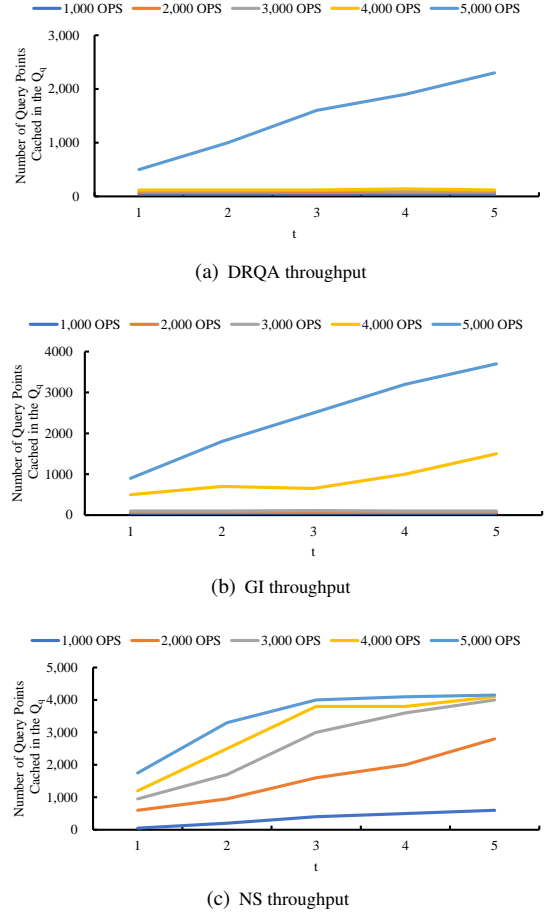 1,000 OPS 2,000 OPS 3,000 OPS 4,000 OPS 5,000 OPS
Number of Query Points
Cached in the Qq
3,000
2,000
1,000
0
1 2 3 4 5
t
(a) DRQA throughput
1,000 OPS 2,000 OPS 3,000 OPS 4,000 OPS 5,000 OPS
Number of Query Points
Cached in the Qq
4000
3000
2000
1000
0
1 2 3 4 5
t
(b) GI throughput
1,000 OPS 2,000 OPS 3,000 OPS 4,000 OPS 5,000 OPS
Number of Query Points
Cached in the Qq
5,000
4,000
3,000
2,000
1,000
0
1 2 3 4 5
t
(c) NS throughput